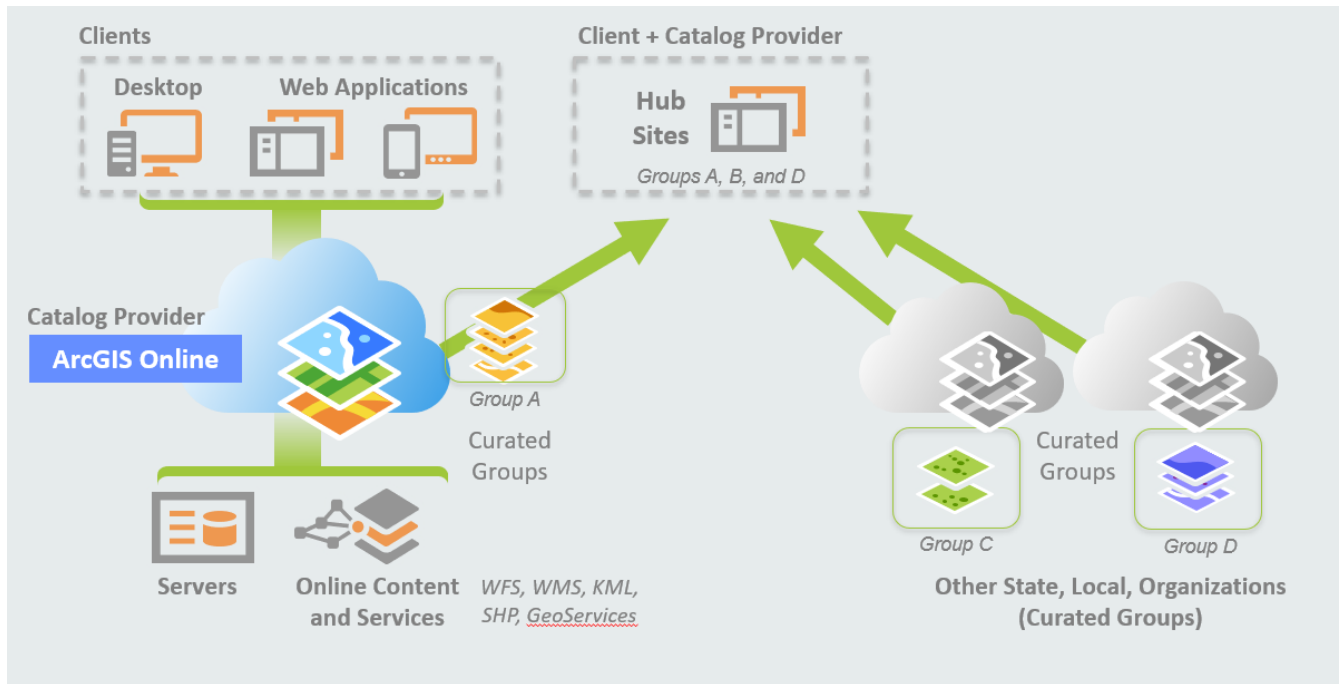 Clients
Desktop
Web Applications
Client + Catalog Provider
Hub
Sites
Groups A, B, and D
Catalog Provider
ArcGIS Online
Group A
Curated
Groups
Servers
Online Content
and Services
WFS, WMS, KML,
SHP, GeoServices
Curated
Groups
Group C
Group D
Other State, Local, Organizations
(Curated Groups)